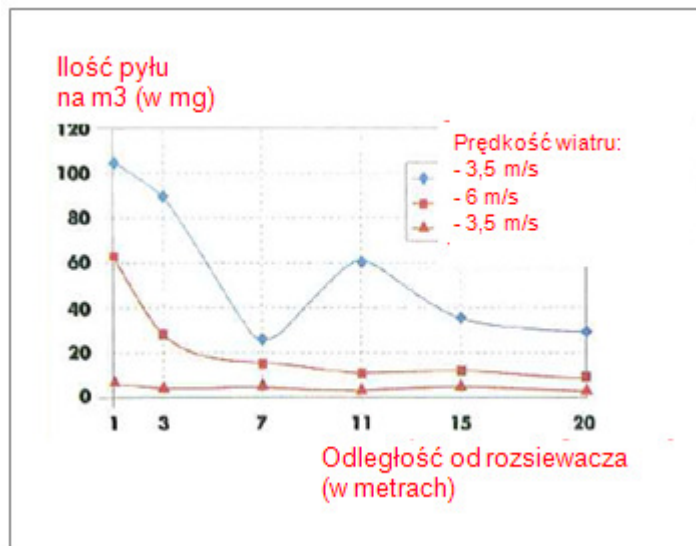 Ilość pyłu
na m3 (w mg)
120
100
80
60
40
20
0
Prędkość wiatru:
- 3,5 m/s
- 6 m/s
- 3,5 m/s
1 3 7 11 15 20
Odległość od rozsiewacza
(w metrach)